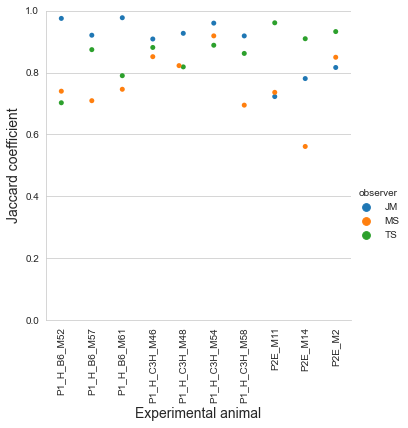 1.0
0.8
0.6
0.4
0.2
0.0
Jaccard coefficient
P1_H_B6_M52
P1_H_B6_M57
P1_H_B6_M61
P1_H_C3H_M46
P1_H_C3H_M48
P1_H_C3H_M54
P1_H_C3H_M58
P2E_M11
P2E_M14
P2E_M2
Experimental animal
observer
JM
MS
TS